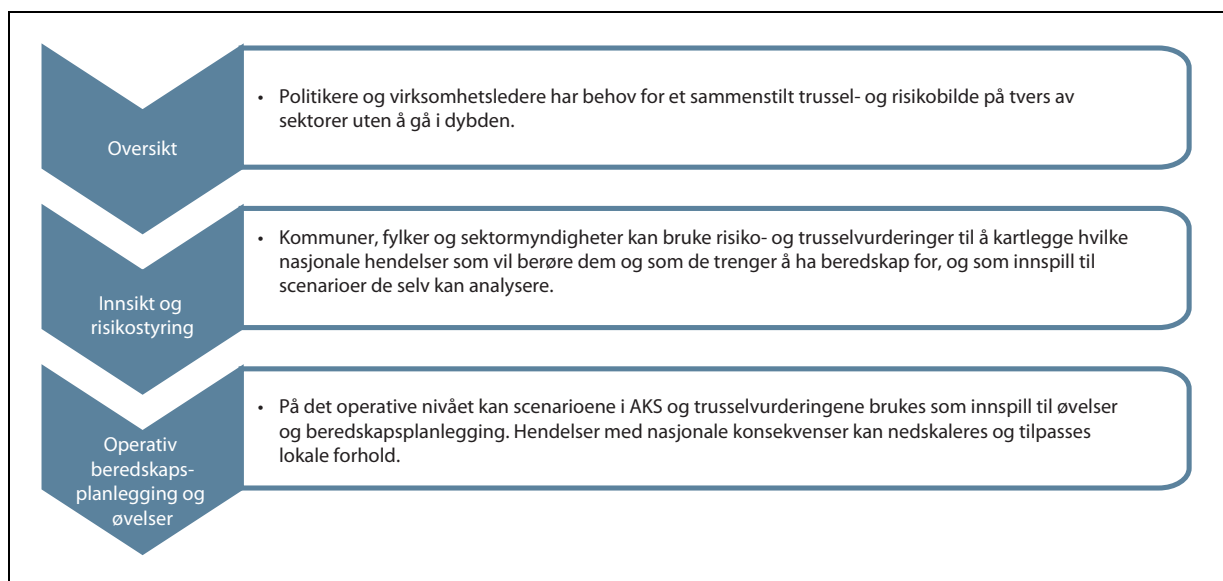 Oversikt
• Politikere og virksomhetsledere har behov for et sammenstilt trussel- og risikobilde på tvers av
sektorer uten å gå i dybden.
Innsikt og
risikostyring
• Kommuner, fylker og sektormyndigheter kan bruke risiko- og trusselvurderinger til å kartlegge hvilke
nasjonale hendelser som vil berøre dem og som de trenger å ha beredskap for, og som innspill til
scenarioer de selv kan analysere.
Operativ
beredskaps-
planlegging og
øvelser
• På det operative nivået kan scenarioene i AKS og trusselvurderingene brukes som innspill til øvelser
og beredskapsplanlegging. Hendelser med nasjonale konsekvenser kan nedskaleres og tilpasses
lokale forhold.